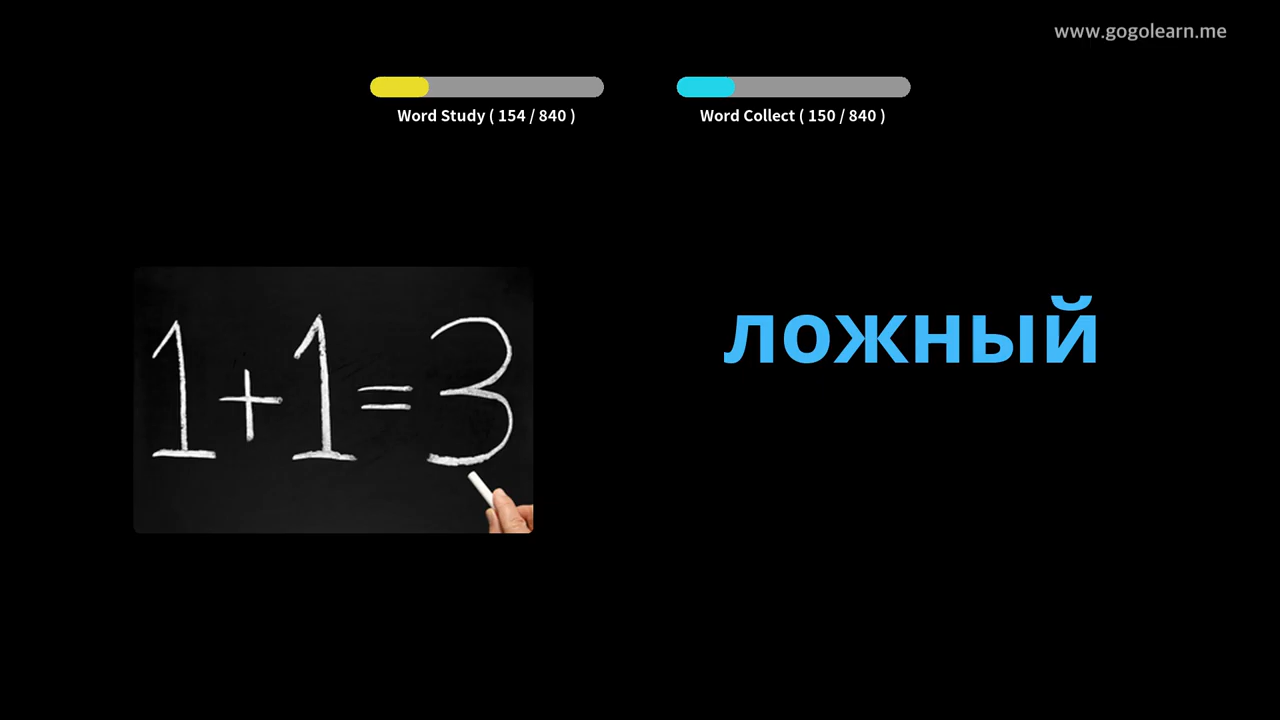 www.gogolearn.me
Word Study ( 154 / 840 )
Word Collect ( 150 / 840 )
1+1=3
ложный